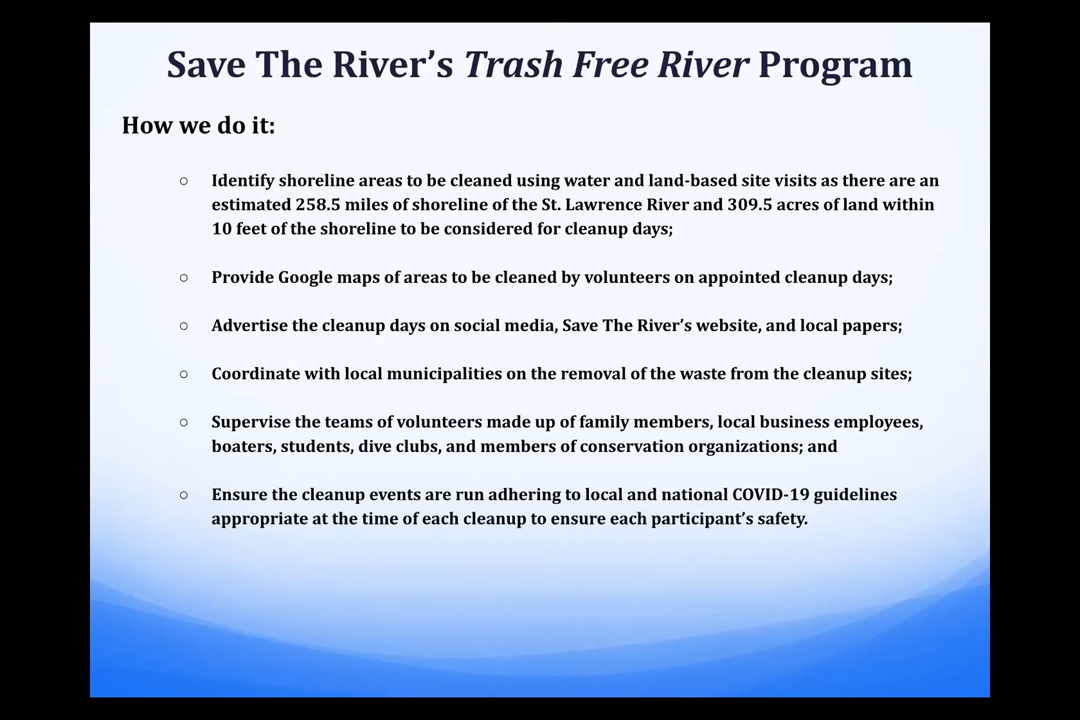 Save The River’s Trash Free River Program
How we do it:
○ Identify shoreline areas to be cleaned using water and land-based site visits as there are an
estimated 258.5 miles of shoreline of the St. Lawrence River and 309.5 acres of land within
10 feet of the shoreline to be considered for cleanup days;
○ Provide Google maps of areas to be cleaned by volunteers on appointed cleanup days;
○ Advertise the cleanup days on social media, Save The River’s website, and local papers;
○ Coordinate with local municipalities on the removal of the waste from the cleanup sites;
○ Supervise the teams of volunteers made up of family members, local business employees,
boaters, students, dive clubs, and members of conservation organizations; and
○ Ensure the cleanup events are run adhering to local and national COVID-19 guidelines
appropriate at the time of each cleanup to ensure each participant’s safety.